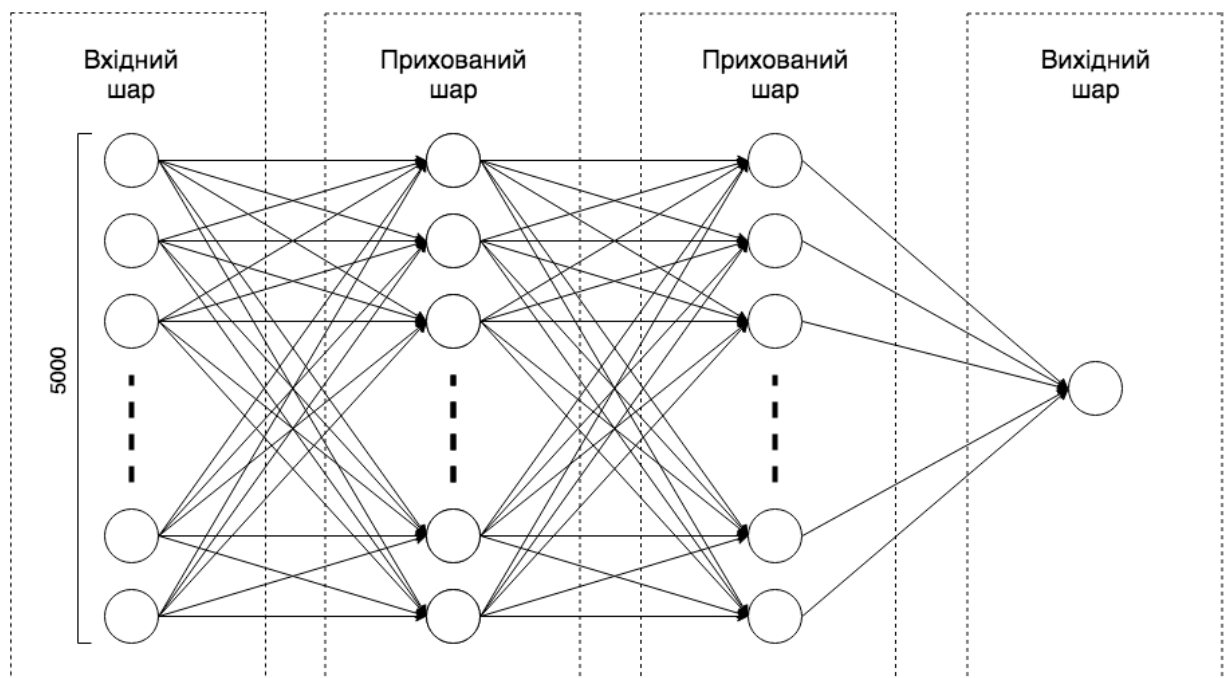 Вхідний
шар
Прихований
шар
Прихований
шар
Вихідний
шар
5000